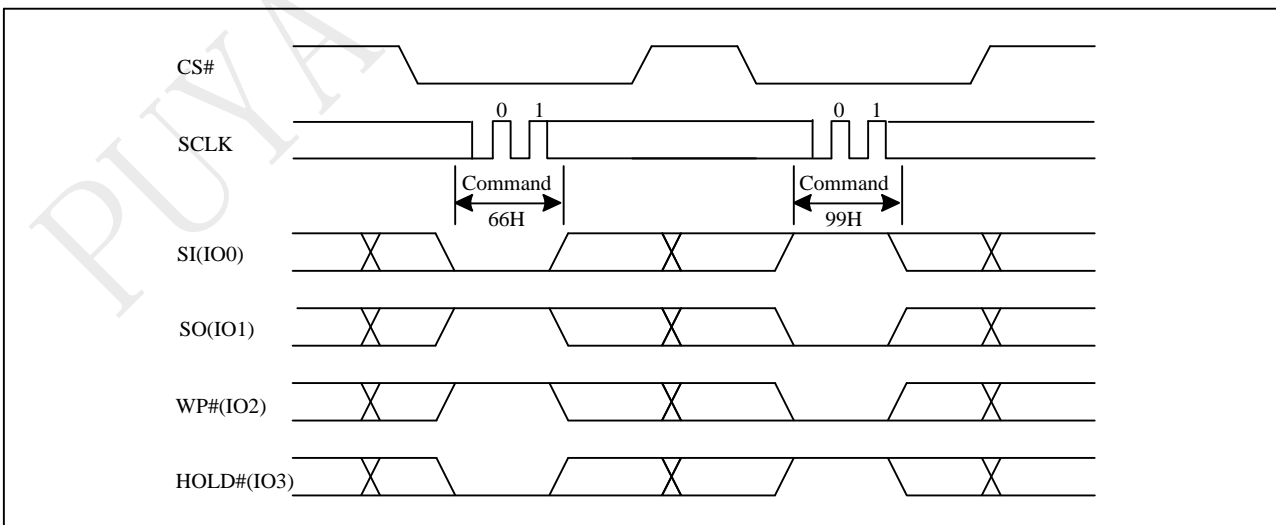 PUYA
CS#
0 1 0 1
SCLK
Command Command
66H 99H
SI(IO0)
SO(IO1)
WP#(IO2)
HOLD#(IO3)